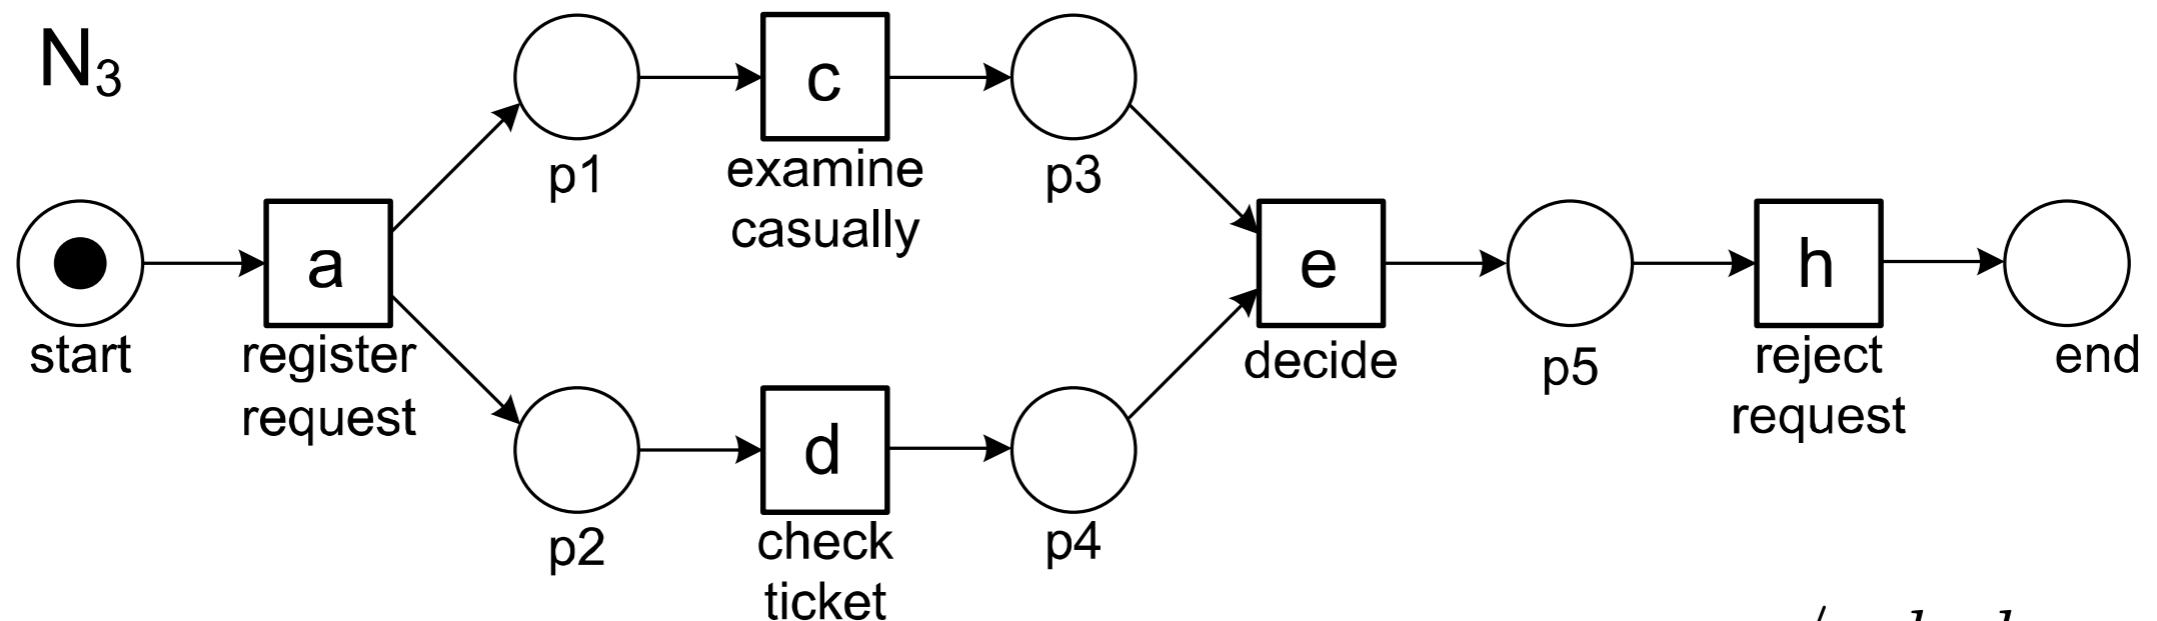 N3
c
p1
examine
casually
p3
a
e
h
start
register
request
decide
p5
reject
request
end
d
p2
check
ticket
p4